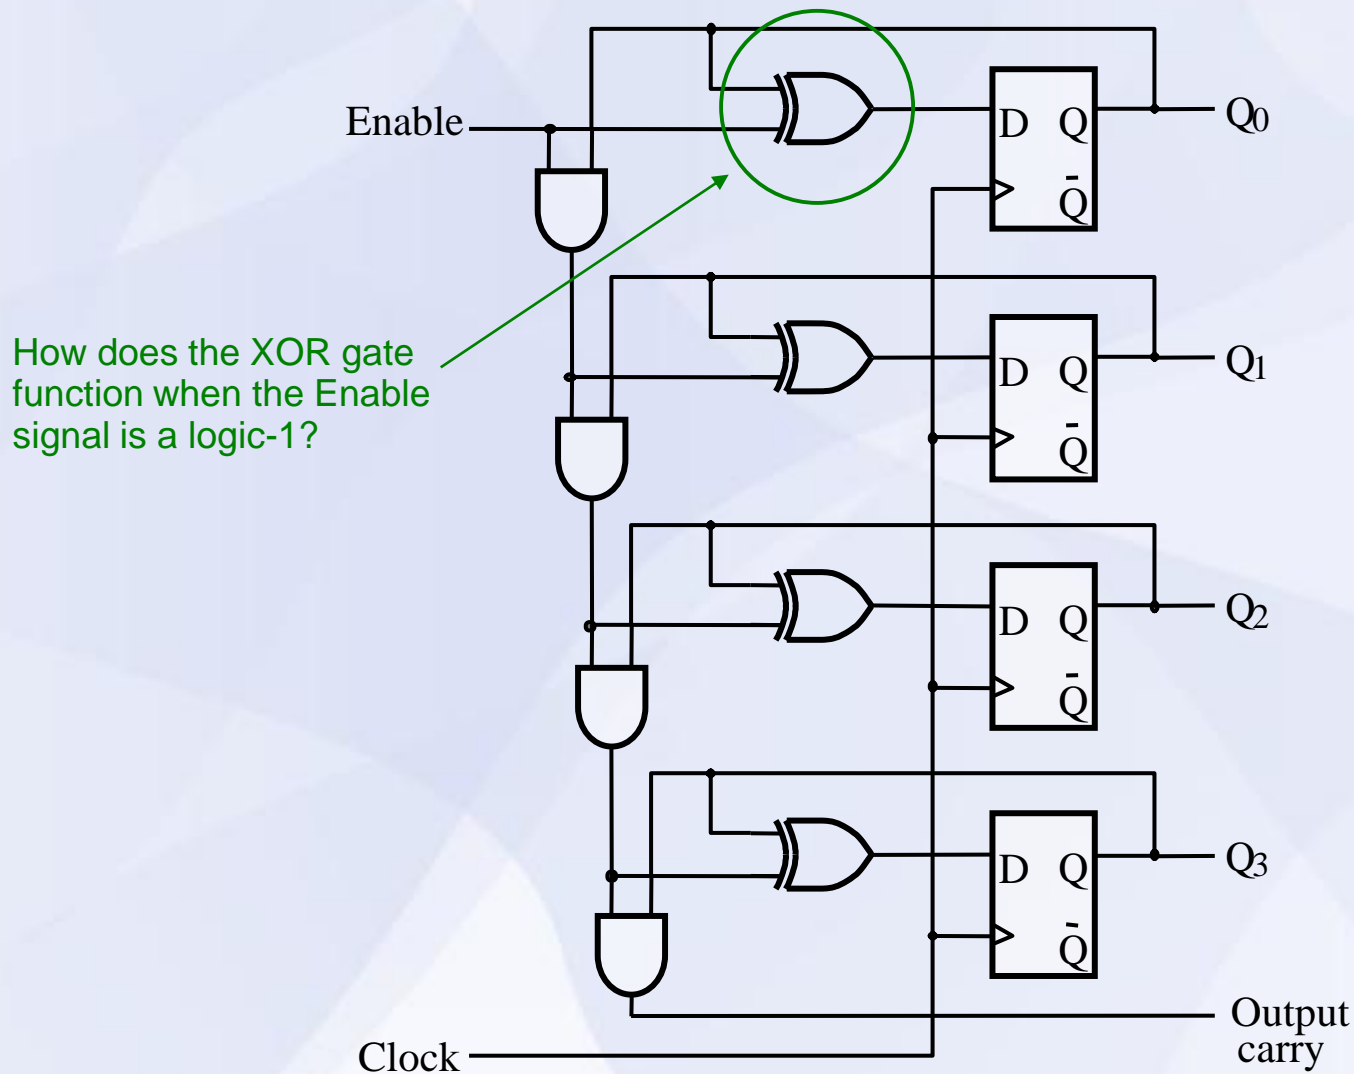 Enable
D Q
Q̄
Q0
How does the XOR gate
function when the Enable
signal is a logic-1?
D Q
Q̄
Q1
D Q
Q̄
Q2
D Q
Q̄
Q3
Output
carry
Clock